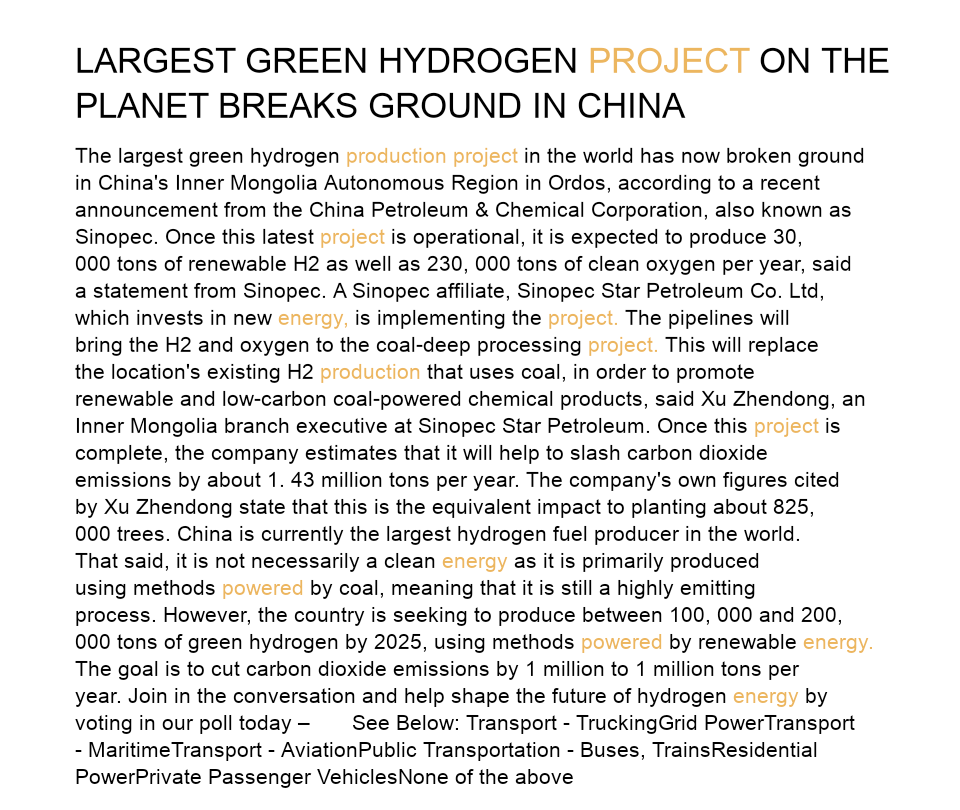 LARGEST GREEN HYDROGEN PROJECT ON THE
PLANET BREAKS GROUND IN CHINA
The largest green hydrogen production project in the world has now broken ground
in China's Inner Mongolia Autonomous Region in Ordos, according to a recent
announcement from the China Petroleum & Chemical Corporation, also known as
Sinopec. Once this latest project is operational, it is expected to produce 30,
000 tons of renewable H2 as well as 230, 000 tons of clean oxygen per year, said
a statement from Sinopec. A Sinopec affiliate, Sinopec Star Petroleum Co. Ltd,
which invests in new energy, is implementing the project. The pipelines will
bring the H2 and oxygen to the coal-deep processing project. This will replace
the location's existing H2 production that uses coal, in order to promote
renewable and low-carbon coal-powered chemical products, said Xu Zhendong, an
Inner Mongolia branch executive at Sinopec Star Petroleum. Once this project is
complete, the company estimates that it will help to slash carbon dioxide
emissions by about 1. 43 million tons per year. The company's own figures cited
by Xu Zhendong state that this is the equivalent impact to planting about 825,
000 trees. China is currently the largest hydrogen fuel producer in the world.
That said, it is not necessarily a clean energy as it is primarily produced
using methods powered by coal, meaning that it is still a highly emitting
process. However, the country is seeking to produce between 100, 000 and 200,
000 tons of green hydrogen by 2025, using methods powered by renewable energy.
The goal is to cut carbon dioxide emissions by 1 million to 1 million tons per
year. Join in the conversation and help shape the future of hydrogen energy by
voting in our poll today – See Below: Transport - TruckingGrid PowerTransport
- MaritimeTransport - AviationPublic Transportation - Buses, TrainsResidential
PowerPrivate Passenger VehiclesNone of the above